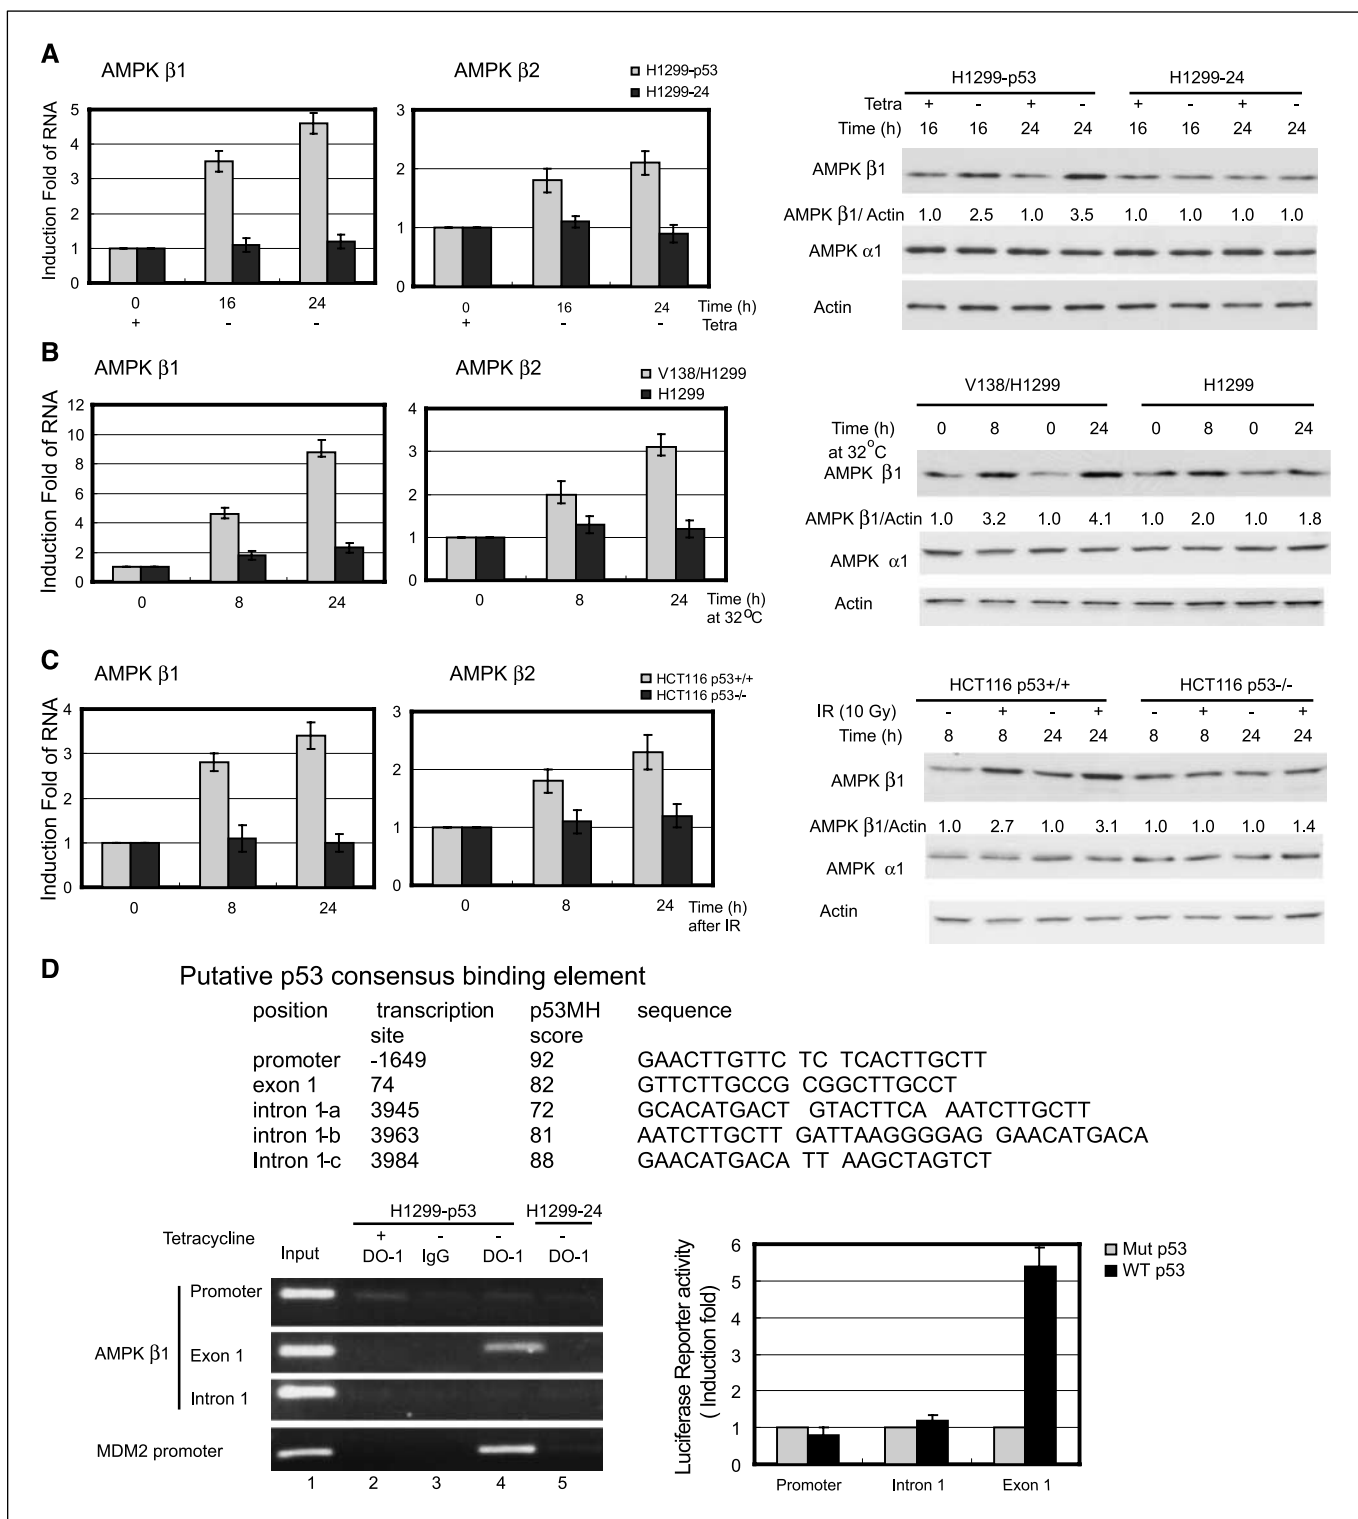 A
AMPK β1
AMPK β2
H1299-p53
H1299-24
Induction Fold of RNA
5
4
3
2
1
0
0 16 24
+ - -
3
2
1
0
0 16 24 Time (h)
+ - - Tetra
H1299-p53 H1299-24
Tetra + - + - + - + -
Time (h) 16 16 24 24 16 16 24 24
AMPK β1
AMPK β1/ Actin 1.0 2.5 1.0 3.5 1.0 1.0 1.0 1.0
AMPK α1
Actin
B
AMPK β1
AMPK β2
V138/H1299
H1299
Induction Fold of RNA
12
10
8
6
4
2
0
0 8 24
4
3
2
1
0
0 8 24 Time (h)
at 32°C
V138/H1299 H1299
Time (h) 0 8 0 24 0 8 0 24
at 32°C
AMPK β1
AMPK β1/Actin 1.0 3.2 1.0 4.1 1.0 2.0 1.0 1.8
AMPK α1
Actin
C
AMPK β1
AMPK β2
HCT116 p53+/+
HCT116 p53-/-
Induction Fold of RNA
4
3
2
1
0
0 8 24
3
2
1
0
0 8 24 Time (h)
after IR
HCT116 p53+/+ HCT116 p53-/-
IR (10 Gy) - + - + - + - +
Time (h) 8 8 24 24 8 8 24 24
AMPK β1
AMPK β1/Actin 1.0 2.7 1.0 3.1 1.0 1.0 1.0 1.4
AMPK α1
Actin
D
Putative p53 consensus binding element
position transcription p53MH sequence
site score
promoter -1649 92 GAACTTGTTC TC TCACTTGCTT
exon 1 74 82 GTTCTTGCCG CGGCTTGCCT
intron 1-a 3945 72 GCACATGACT GTACTTCA AATCTTGCTT
intron 1-b 3963 81 AATCTTGCTT GATTAAGGGGAG GAACATGACA
Intron 1-c 3984 88 GAACATGACA TT AAGCTAGTCT
H1299-p53 H1299-24
Tetracycline + - - -
Input DO-1 IgG DO-1 DO-1
AMPK β1
Promoter
Exon 1
Intron 1
MDM2 promoter
1 2 3 4 5
Luciferase Reporter activity
( Induction fold)
6
5
4
3
2
1
0
Promoter Intron 1 Exon 1
Mut p53
WT p53